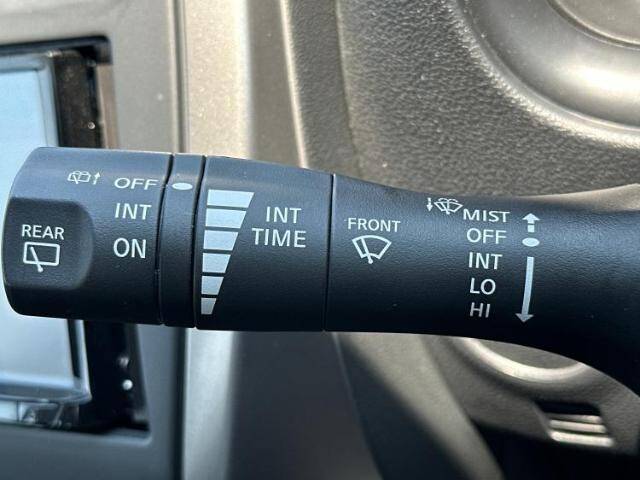 REAR
OFF
INT
ON
INT
TIME
FRONT
MIST
OFF
INT
LO
HI